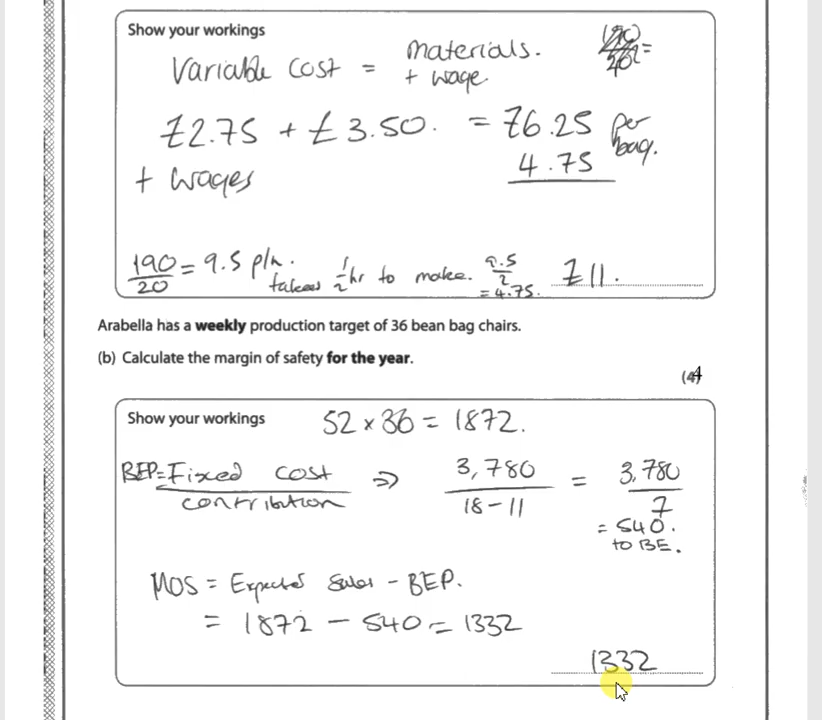 Show your workings
Variable Cost = materials.
+ wage.
£2.75 + £3.50. = £6.25 per bag.
+ wages
4.75
190/20 = 9.5 p/h. takes 1/2 hr to make. 9.5/2 = 4.75. £11.
Arabella has a weekly production target of 36 bean bag chairs.
(b) Calculate the margin of safety for the year.
(4)
Show your workings
52 × 36 = 1872.
BEP = Fixed cost / contribution ⇒ 3,780 / 18 - 11 = 3,780 / 7
= 540.
to BE.
MOS = Expected Sales - BEP.
= 1872 - 540 = 1332
1332